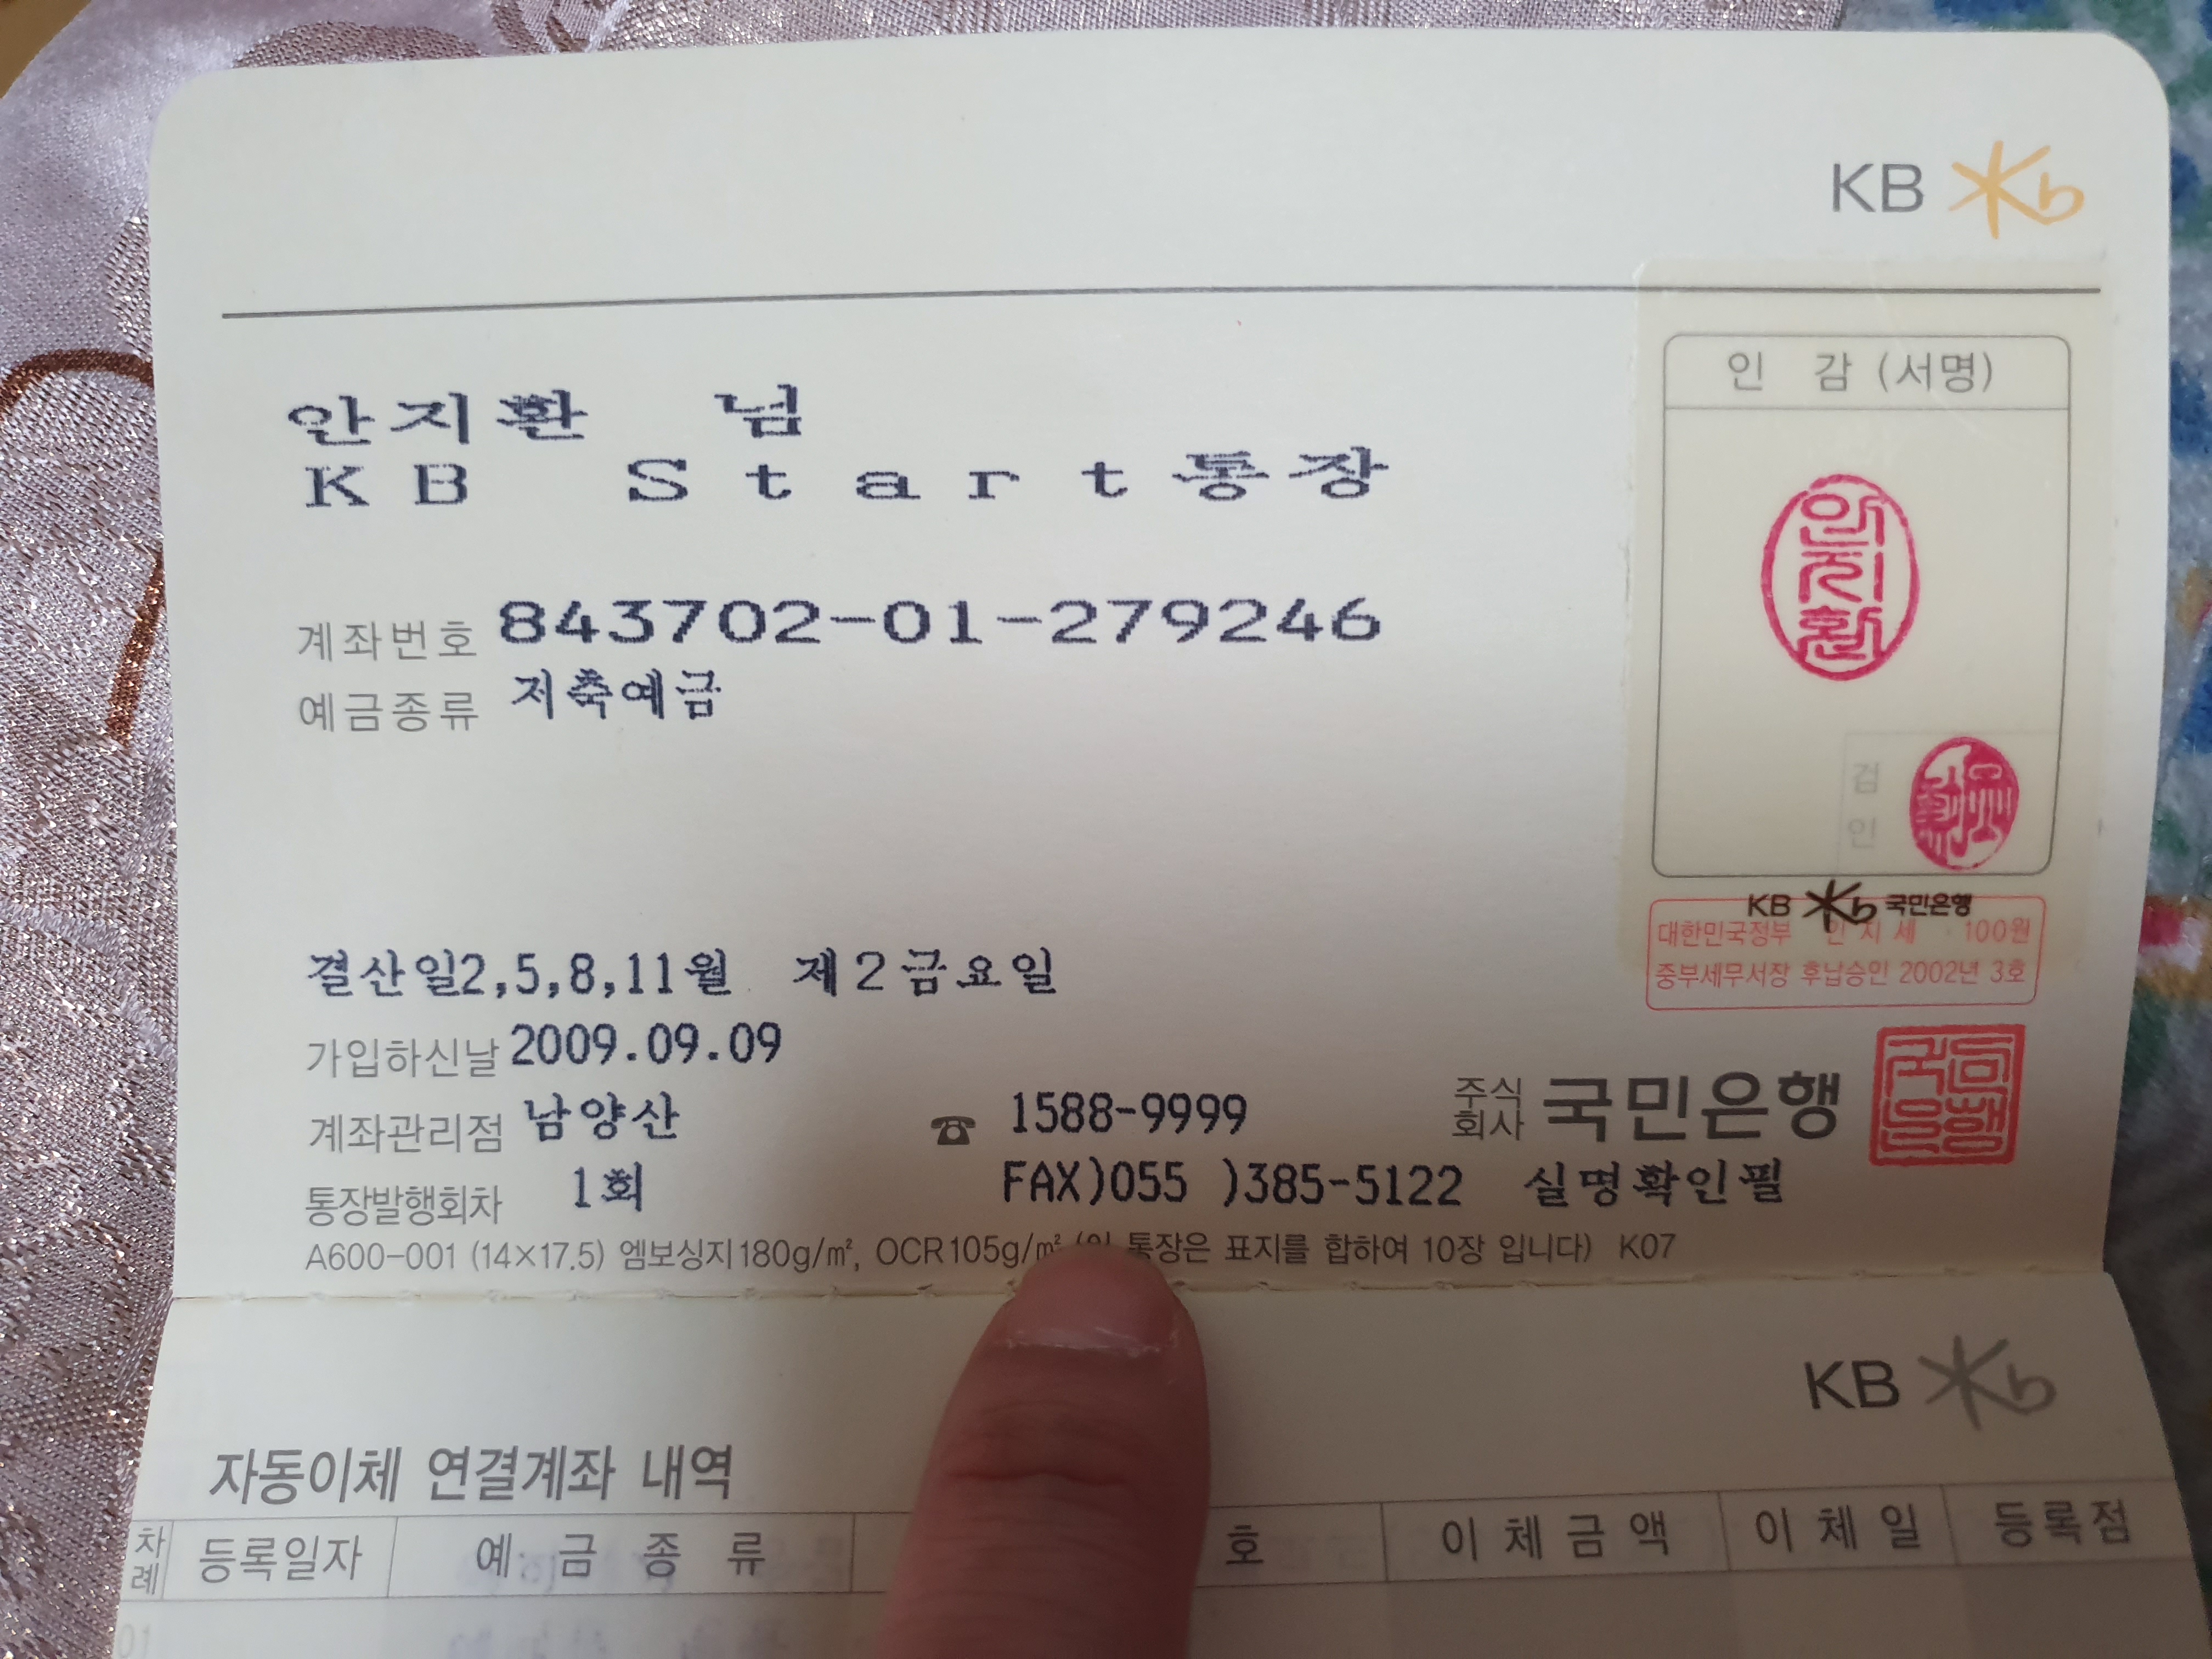 KB
안지환 님
KB Start통장
인 감 (서명)
안지환
계좌번호 843702-01-279246
예금종류 저축예금
검인
KB 국민은행
대한민국정부 인지세 100원
중부세무서장 후납승인 2002년 3호
결산일2,5,8,11월 제2금요일
가입하신날 2009.09.09
계좌관리점 남양산 ☎ 1588-9999
주식회사 국민은행
국민은행
통장발행회차 1회 FAX)055 )385-5122 실명확인필
A600-001 (14×17.5) 엠보싱지180g/㎡, OCR105g/㎡ 통장은 표지를 합하여 10장 입니다) K07
KB
자동이체 연결계좌 내역
차례 등록일자 예금종류 호 이체금액 이체일 등록점
01